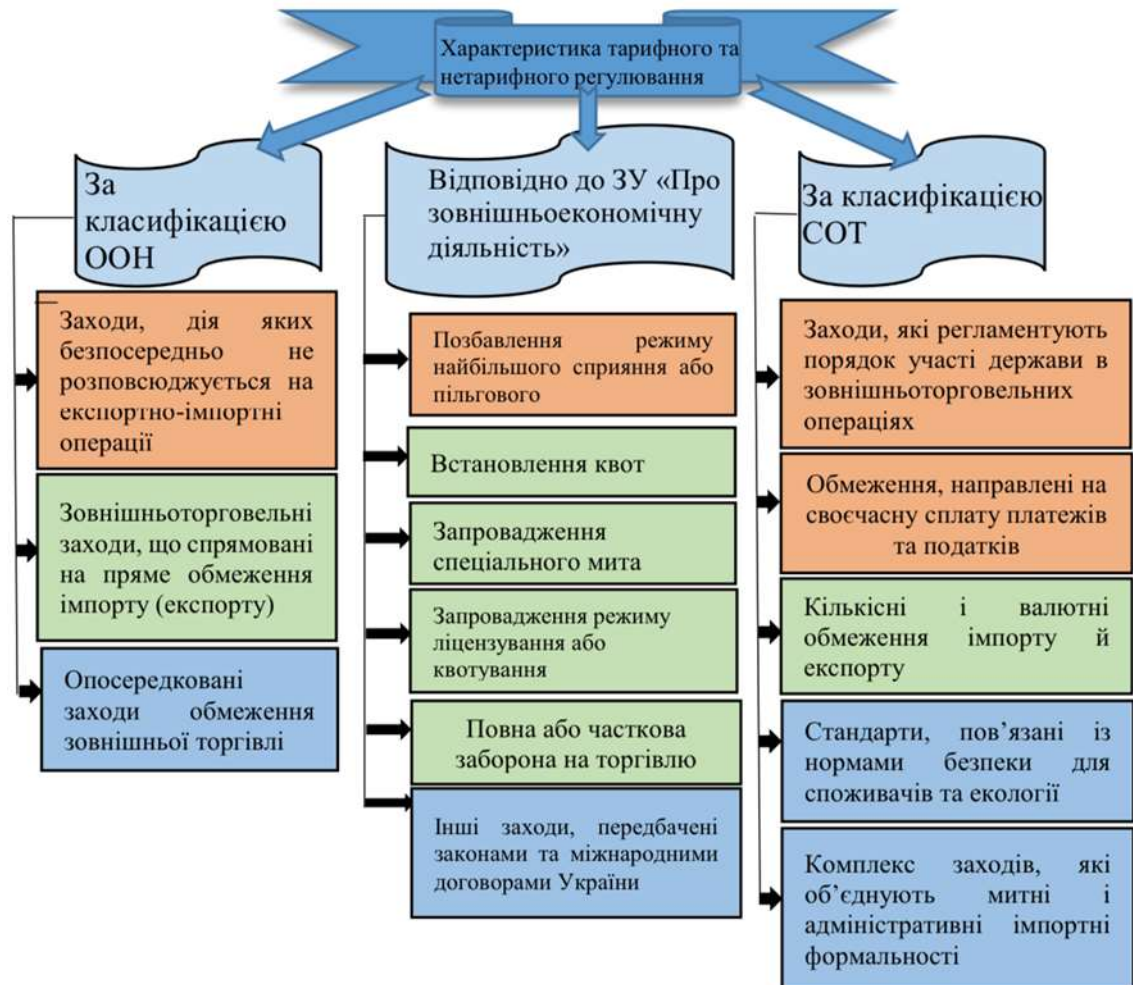 Характеристика тарифного та
нетарифного регулювання
За
класифікацією
ООН
Заходи, дія яких
безпосередньо не
розповсюджується на
експортно-імпортні
операції
Зовнішньоторговельні
заходи, що спрямовані
на пряме обмеження
імпорту (експорту)
Опосередковані
заходи обмеження
зовнішньої торгівлі
Відповідно до ЗУ «Про
зовнішньоекономічну
діяльність»
Позбавлення режиму
найбільшого сприяння або
пільгового
Встановлення квот
Запровадження
спеціального мита
Запровадження режиму
ліцензування або
квотування
Повна або часткова
заборона на торгівлю
Інші заходи, передбачені
законами та міжнародними
договорами України
За класифікацією
СОТ
Заходи, які регламентують
порядок участі держави в
зовнішньоторговельних
операціях
Обмеження, направлені на
своєчасну сплату платежів
та податків
Кількісні і валютні
обмеження імпорту й
експорту
Стандарти, пов’язані із
нормами безпеки для
споживачів та екології
Комплекс заходів, які
об’єднують митні і
адміністративні імпортні
формальності